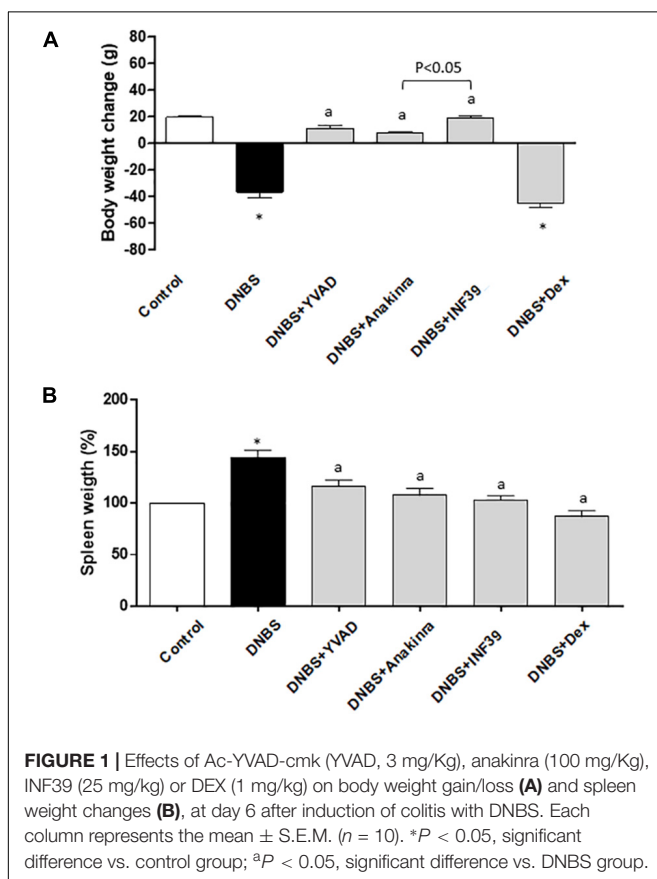 A
80
60
40
20
0
-20
-40
-60
-80
Body weight change (g)
P<0.05
a
a
a
*
*
Control
DNBS
DNBS+YVAD
DNBS+Anakinra
DNBS+INF39
DNBS+Dex
B
200
150
100
50
0
Spleen weigth (%)
*
a
a
a
a
Control
DNBS
DNBS+YVAD
DNBS+Anakinra
DNBS+INF39
DNBS+Dex
FIGURE 1 | Effects of Ac-YVAD-cmk (YVAD, 3 mg/Kg), anakinra (100 mg/Kg),
INF39 (25 mg/kg) or DEX (1 mg/kg) on body weight gain/loss (A) and spleen
weight changes (B), at day 6 after induction of colitis with DNBS. Each
column represents the mean ± S.E.M. (n = 10). *P < 0.05, significant
difference vs. control group; aP < 0.05, significant difference vs. DNBS group.